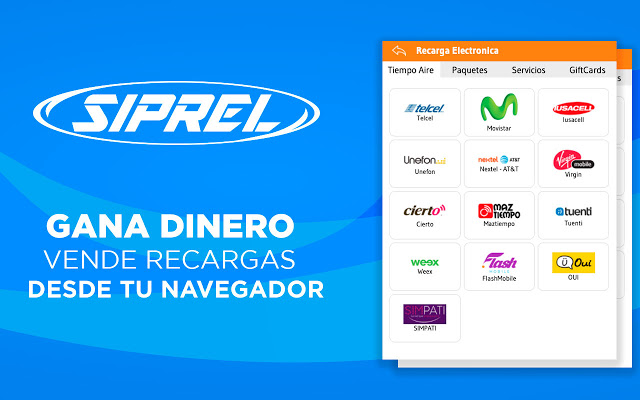 SIPREL
GANA DINERO
VENDE RECARGAS
DESDE TU NAVEGADOR
Recarga Electronica
Tiempo Aire Paquetes Servicios GiftCards
telcel movistar IUSACELL
Telcel Movistar Iusacell
Unefon nextel AT&T Virgin mobile
Unefon Nextel - AT&T Virgin
cierto MAZ TIEMPO tuenti
Cierto Maztiempo Tuenti
weex Flash MOBILE Oui
Weex FlashMobile OUI
SIMPATI
SIMPATI
s